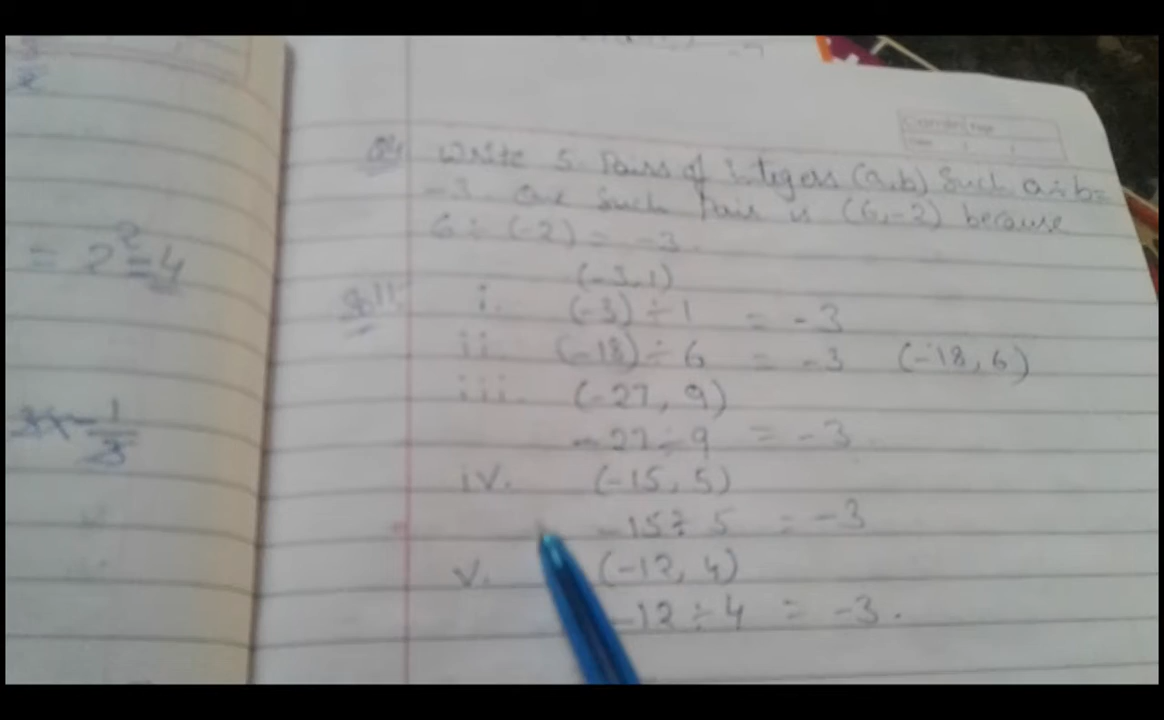 = 2² = 4
Write 5 Pairs of Integers (a,b) Such a÷b=
-3. One Such Pair is (6,-2) because
6 ÷ (-2) = -3.
(-3,1)
i. (-3) ÷ 1 = -3
ii. (-18) ÷ 6 = -3 (-18, 6)
iii. (-27, 9)
-27÷9 = -3
iv. (-15, 5)
-15÷5 = -3
v. (-12, 4)
-12 ÷ 4 = -3.